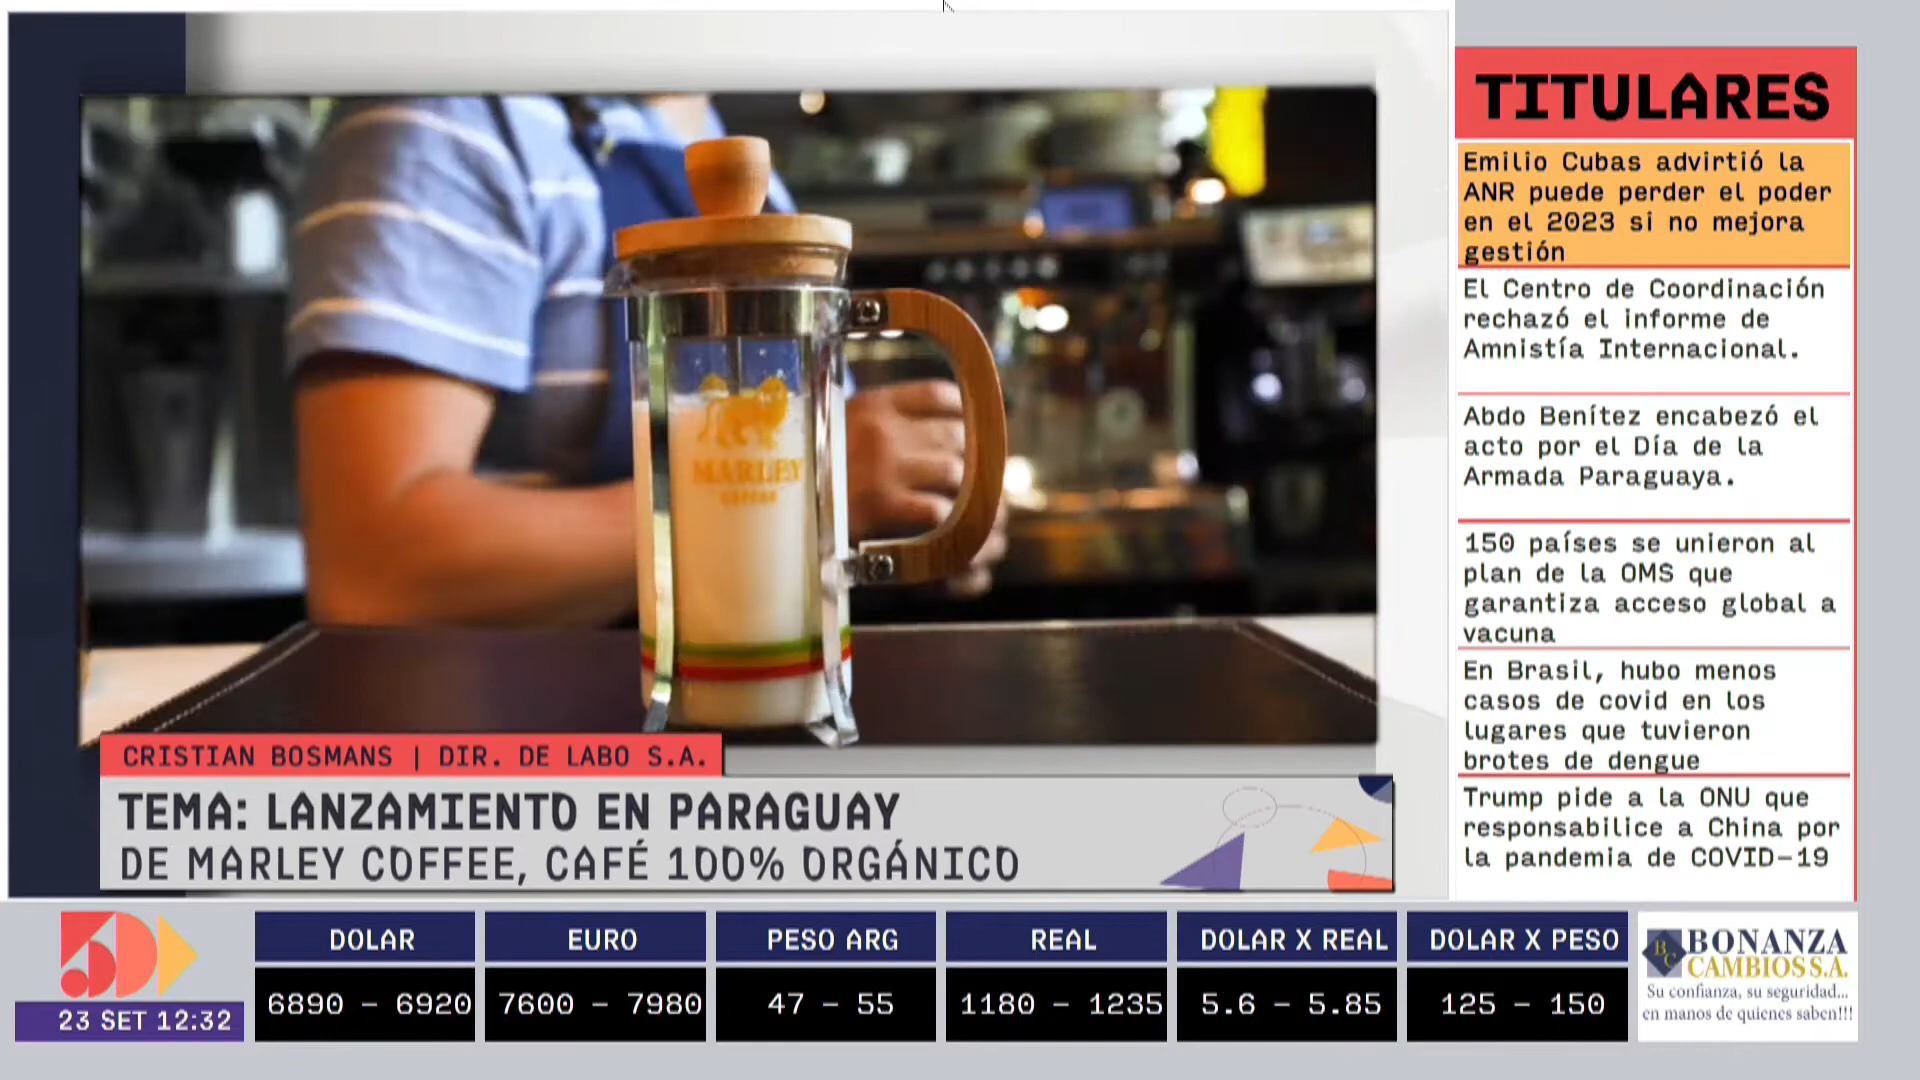 MARLEY
COFFEE
CRISTIAN BOSMANS | DIR. DE LABO S.A.
TEMA: LANZAMIENTO EN PARAGUAY
DE MARLEY COFFEE, CAFÉ 100% ORGÁNICO
TITULARES
Emilio Cubas advirtió la
ANR puede perder el poder
en el 2023 si no mejora
gestión
El Centro de Coordinación
rechazó el informe de
Amnistía Internacional.
Abdo Benítez encabezó el
acto por el Día de la
Armada Paraguaya.
150 países se unieron al
plan de la OMS que
garantiza acceso global a
vacuna
En Brasil, hubo menos
casos de covid en los
lugares que tuvieron
brotes de dengue
Trump pide a la ONU que
responsabilice a China por
la pandemia de COVID-19
5D
23 SET 12:32
DOLAR
6890 - 6920
EURO
7600 - 7980
PESO ARG
47 - 55
REAL
1180 - 1235
DOLAR X REAL
5.6 - 5.85
DOLAR X PESO
125 - 150
BC
BONANZA
CAMBIOS S.A.
Su confianza, su seguridad...
en manos de quienes saben!!!